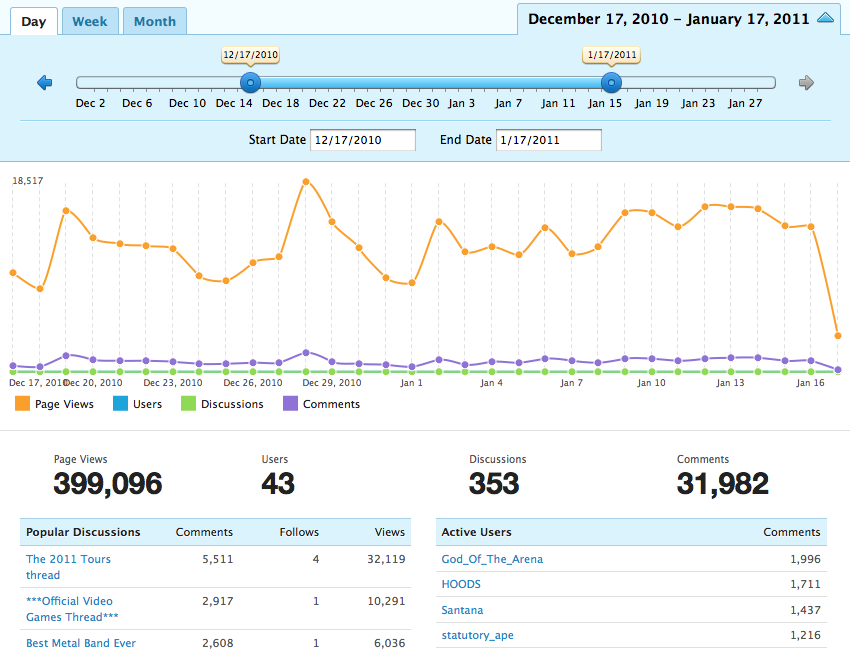 Day Week Month
December 17, 2010 – January 17, 2011
12/17/2010 1/17/2011
Dec 2 Dec 6 Dec 10 Dec 14 Dec 18 Dec 22 Dec 26 Dec 30 Jan 3 Jan 7 Jan 11 Jan 15 Jan 19 Jan 23 Jan 27
Start Date 12/17/2010 End Date 1/17/2011
18,517
Dec 17, 2010 Dec 20, 2010 Dec 23, 2010 Dec 26, 2010 Dec 29, 2010 Jan 1 Jan 4 Jan 7 Jan 10 Jan 13 Jan 16
Page Views Users Discussions Comments
Page Views Users Discussions Comments
399,096 43 353 31,982
Popular Discussions Comments Follows Views
The 2011 Tours 5,511 4 32,119
thread
***Official Video 2,917 1 10,291
Games Thread***
Best Metal Band Ever 2,608 1 6,036
Active Users Comments
God_Of_The_Arena 1,996
HOODS 1,711
Santana 1,437
statutory_ape 1,216